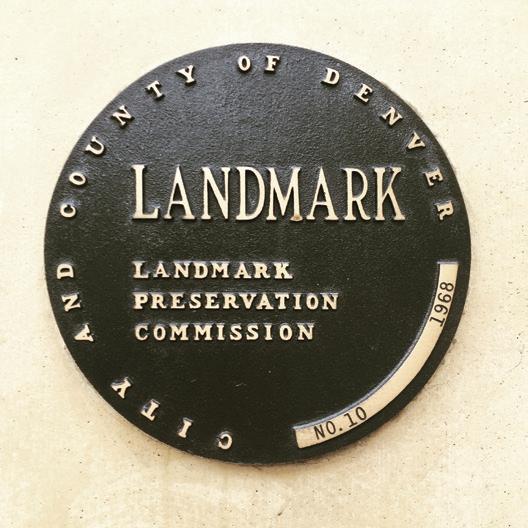 CITY AND COUNTY OF DENVER
LANDMARK
LANDMARK
PRESERVATION
COMMISSION
NO. 10 1968